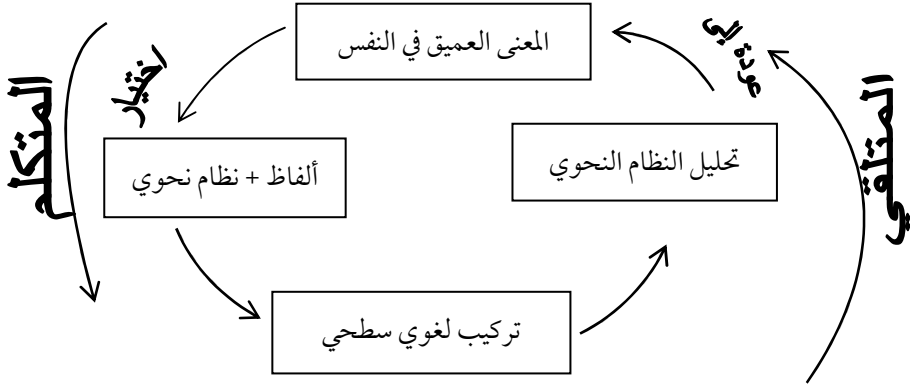 المعنى العميق في النفس
عودة إلى
اختيار
المتكلم
المتلقي
تحليل النظام النحوي
ألفاظ + نظام نحوي
تركيب لغوي سطحي